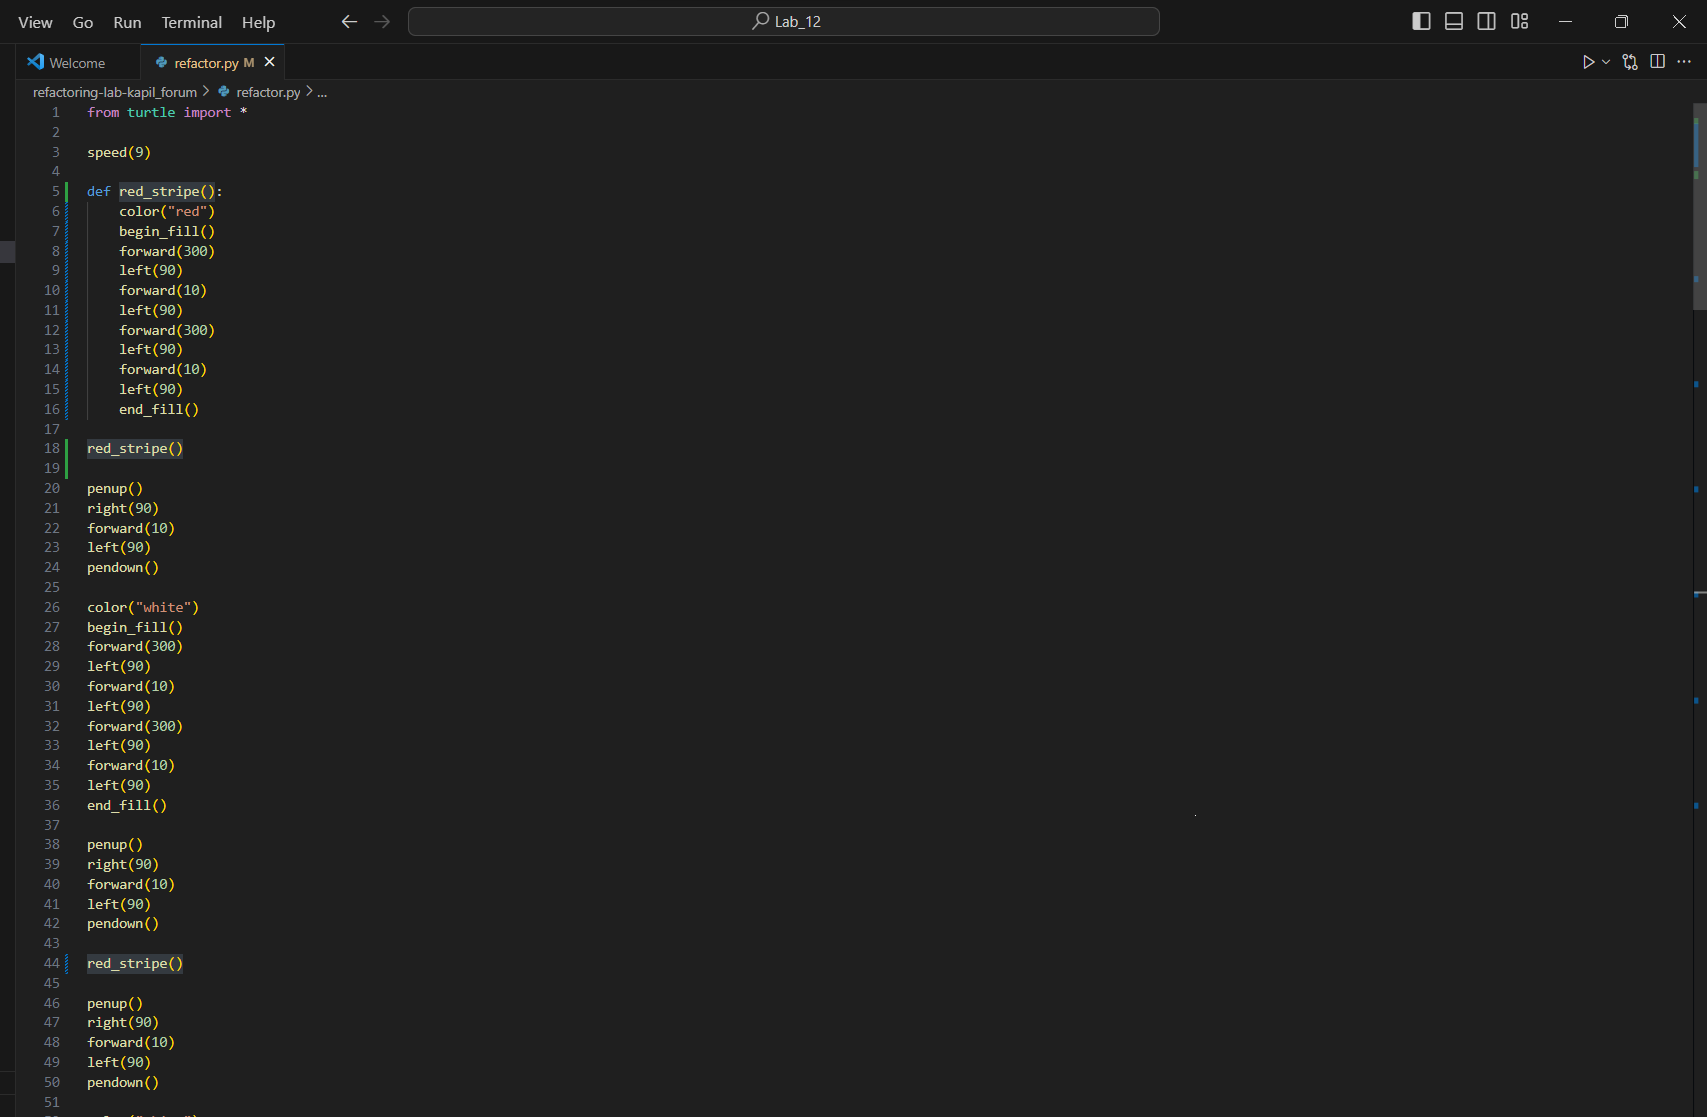 View Go Run Terminal Help Lab_12
Welcome refactor.py M
refactoring-lab-kapil_forum > refactor.py > ...
1 from turtle import *
2
3 speed(9)
4
5 def red_stripe():
6 color("red")
7 begin_fill()
8 forward(300)
9 left(90)
10 forward(10)
11 left(90)
12 forward(300)
13 left(90)
14 forward(10)
15 left(90)
16 end_fill()
17
18 red_stripe()
19
20 penup()
21 right(90)
22 forward(10)
23 left(90)
24 pendown()
25
26 color("white")
27 begin_fill()
28 forward(300)
29 left(90)
30 forward(10)
31 left(90)
32 forward(300)
33 left(90)
34 forward(10)
35 left(90)
36 end_fill()
37
38 penup()
39 right(90)
40 forward(10)
41 left(90)
42 pendown()
43
44 red_stripe()
45
46 penup()
47 right(90)
48 forward(10)
49 left(90)
50 pendown()
51